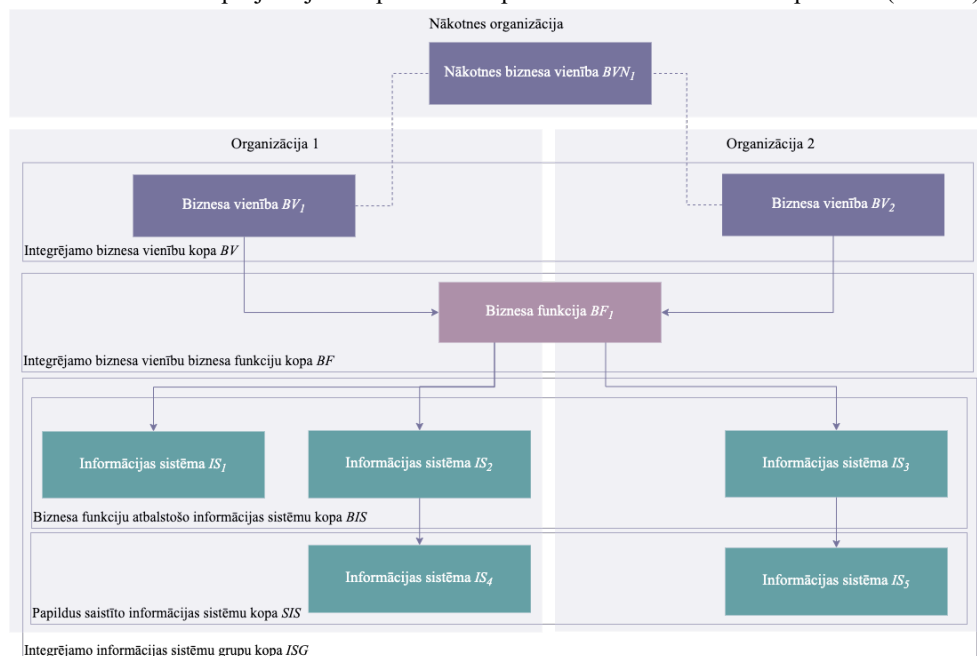 Nākotnes organizācija
Nākotnes biznesa vienība BVN1
Organizācija 1
Organizācija 2
Biznesa vienība BV1
Biznesa vienība BV2
Integrējamo biznesa vienību kopa BV
Biznesa funkcija BF1
Integrējamo biznesa vienību biznesa funkciju kopa BF
Informācijas sistēma IS1
Informācijas sistēma IS2
Informācijas sistēma IS3
Biznesa funkciju atbalstošo informācijas sistēmu kopa BIS
Informācijas sistēma IS4
Informācijas sistēma IS5
Papildus saistīto informācijas sistēmu kopa SIS
Integrējamo informācijas sistēmu grupu kopa ISG